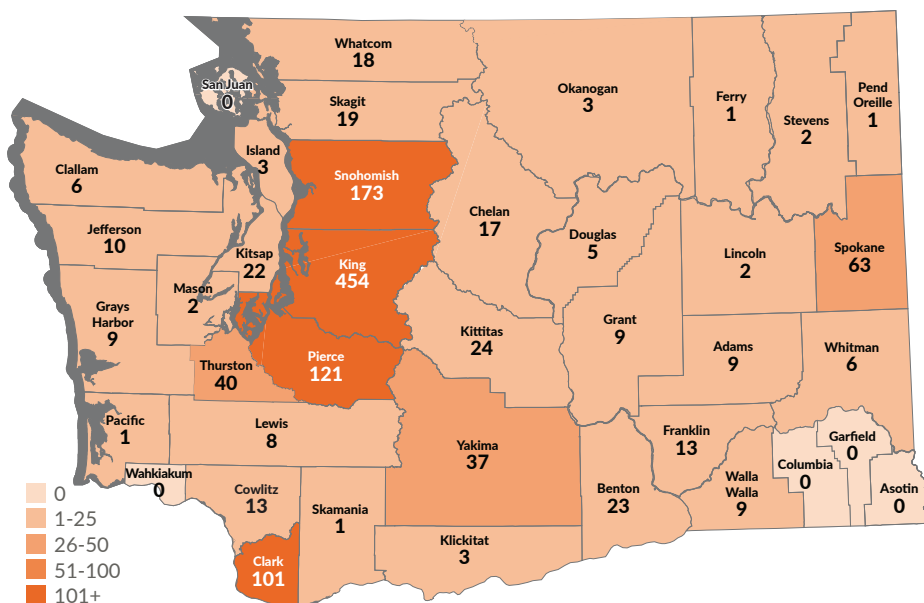 Whatcom
18
San Juan
0
Skagit
19
Okanogan
3
Ferry
1
Stevens
2
Pend
Oreille
1
Island
3
Clallam
6
Snohomish
173
Chelan
17
Jefferson
10
Kitsap
22
King
454
Douglas
5
Lincoln
2
Spokane
63
Mason
2
Grays
Harbor
9
Kittitas
24
Grant
9
Adams
9
Whitman
6
Thurston
40
Pierce
121
Pacific
1
Lewis
8
Yakima
37
Franklin
13
Garfield
0
Columbia
0
Wahkiakum
0
Cowlitz
13
Skamania
1
Benton
23
Walla
Walla
9
Asotin
0
Klickitat
3
Clark
101
0
1-25
26-50
51-100
101+